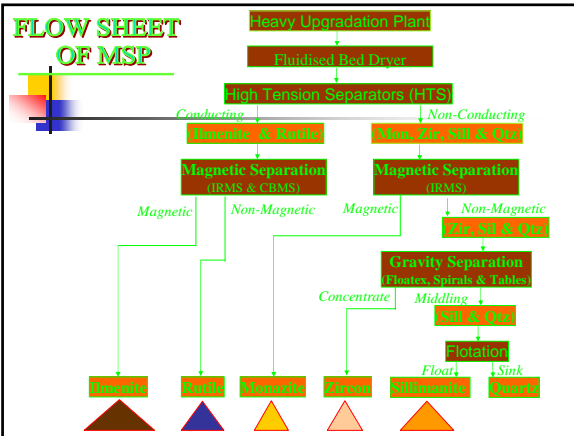 FLOW SHEET
OF MSP
Heavy Upgradation Plant
Fluidised Bed Dryer
High Tension Separators (HTS)
Conducting
Non-Conducting
(Ilmenite & Rutile)
(Mon, Zir, Sill & Qtz)
Magnetic Separation
(IRMS & CBMS)
Magnetic Separation
(IRMS)
Magnetic
Non-Magnetic
Magnetic
Non-Magnetic
(Zir, Sil & Qtz)
Gravity Separation
(Floatex, Spirals & Tables)
Concentrate
Middling
(Sill & Qtz)
Flotation
Float
Sink
Ilmenite
Rutile
Monazite
Zircon
Sillimanite
Quartz